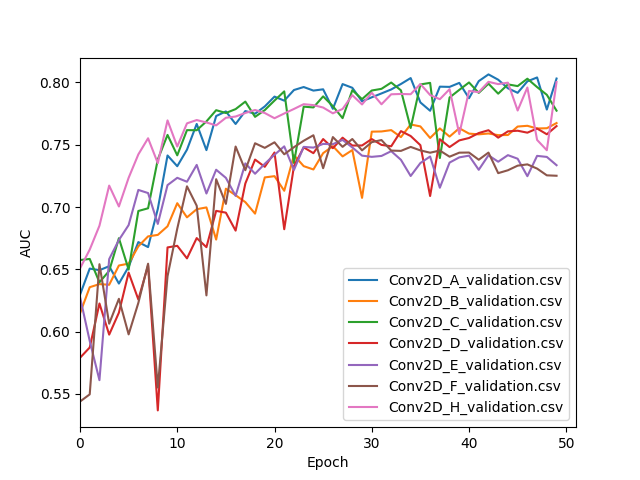 0.80
0.75
0.70
0.65
0.60
0.55
AUC
0 10 20 30 40 50
Epoch
Conv2D_A_validation.csv
Conv2D_B_validation.csv
Conv2D_C_validation.csv
Conv2D_D_validation.csv
Conv2D_E_validation.csv
Conv2D_F_validation.csv
Conv2D_H_validation.csv